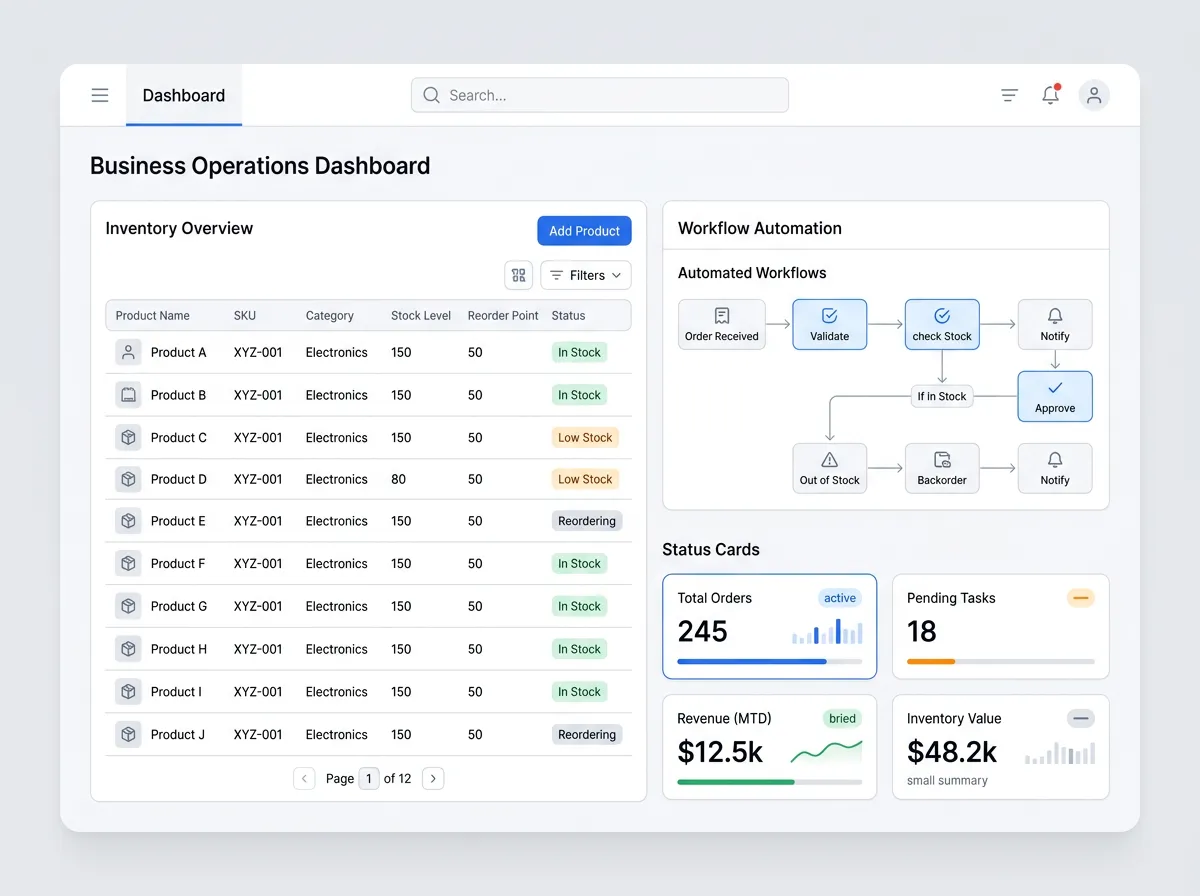 Dashboard
Search...
Business Operations Dashboard
Inventory Overview
Add Product
Filters
Product Name SKU Category Stock Level Reorder Point Status
Product A XYZ-001 Electronics 150 50 In Stock
Product B XYZ-001 Electronics 150 50 In Stock
Product C XYZ-001 Electronics 150 50 Low Stock
Product D XYZ-001 Electronics 80 50 Low Stock
Product E XYZ-001 Electronics 150 50 Reordering
Product F XYZ-001 Electronics 150 50 In Stock
Product G XYZ-001 Electronics 150 50 In Stock
Product H XYZ-001 Electronics 150 50 In Stock
Product I XYZ-001 Electronics 150 50 In Stock
Product J XYZ-001 Electronics 150 50 Reordering
Page 1 of 12
Workflow Automation
Automated Workflows
Order Received Validate check Stock Notify
If in Stock Approve
Out of Stock Backorder Notify
Status Cards
Total Orders active
245
Pending Tasks
18
Revenue (MTD) bried
$12.5k
Inventory Value
$48.2k
small summary